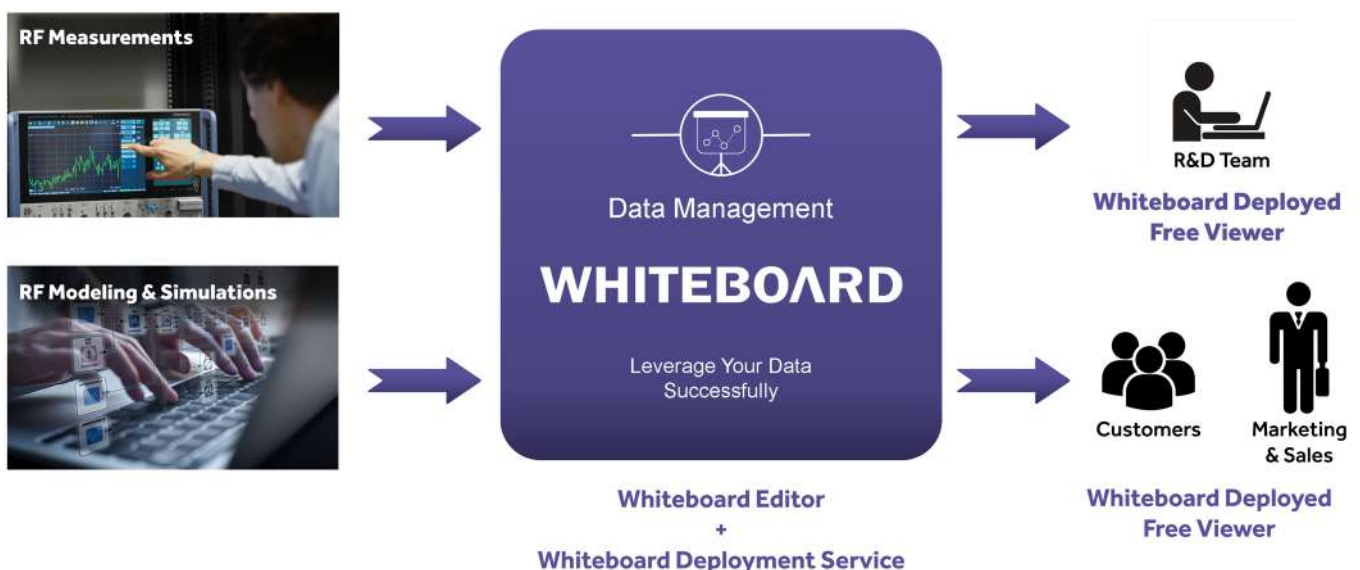 RF Measurements
RF Modeling & Simulations
Data Management
WHITEBOARD
Leverage Your Data
Successfully
Whiteboard Editor
+
Whiteboard Deployment Service
R&D Team
Whiteboard Deployed
Free Viewer
Customers
Marketing
& Sales
Whiteboard Deployed
Free Viewer